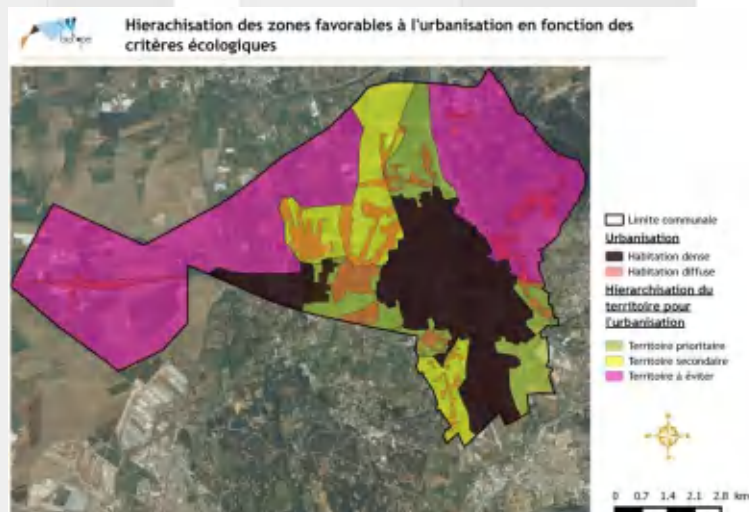 Hierachisation des zones favorables à l'urbanisation en fonction des
critères écologiques
Limite communale
Urbanisation
Habitation dense
Habitation diffuse
Hierarchisation du
territoire pour
l'urbanisation
Territoire prioritaire
Territoire secondaire
Territoire à éviter
0 0.7 1.4 2.1 2.8 km